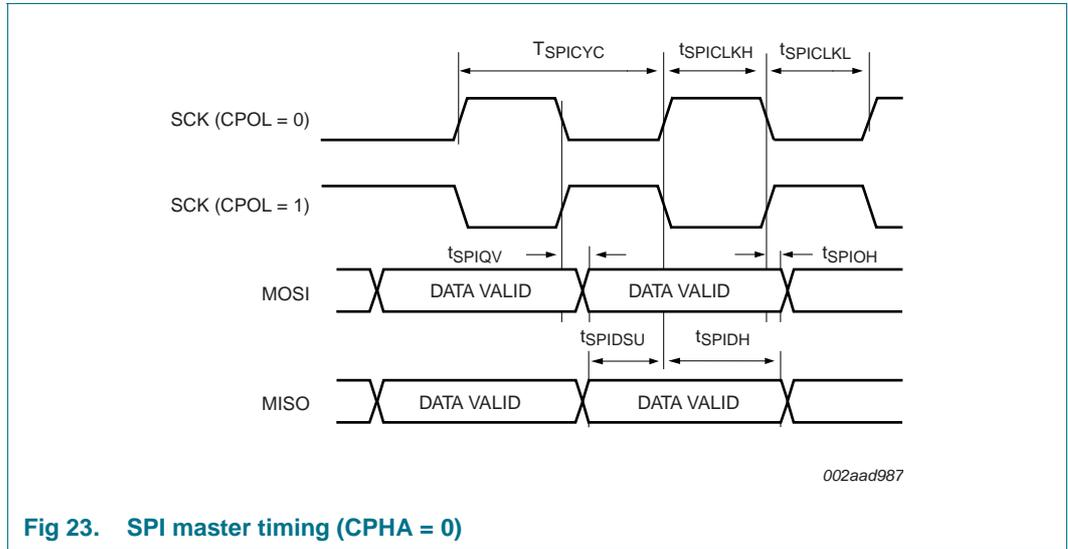 TSPICYC tSPICLKH tSPICLKL
SCK (CPOL = 0)
SCK (CPOL = 1)
tSPIQV tSPIOH
MOSI DATA VALID DATA VALID
tSPIDSU tSPIDH
MISO DATA VALID DATA VALID
002aad987
Fig 23. SPI master timing (CPHA = 0)